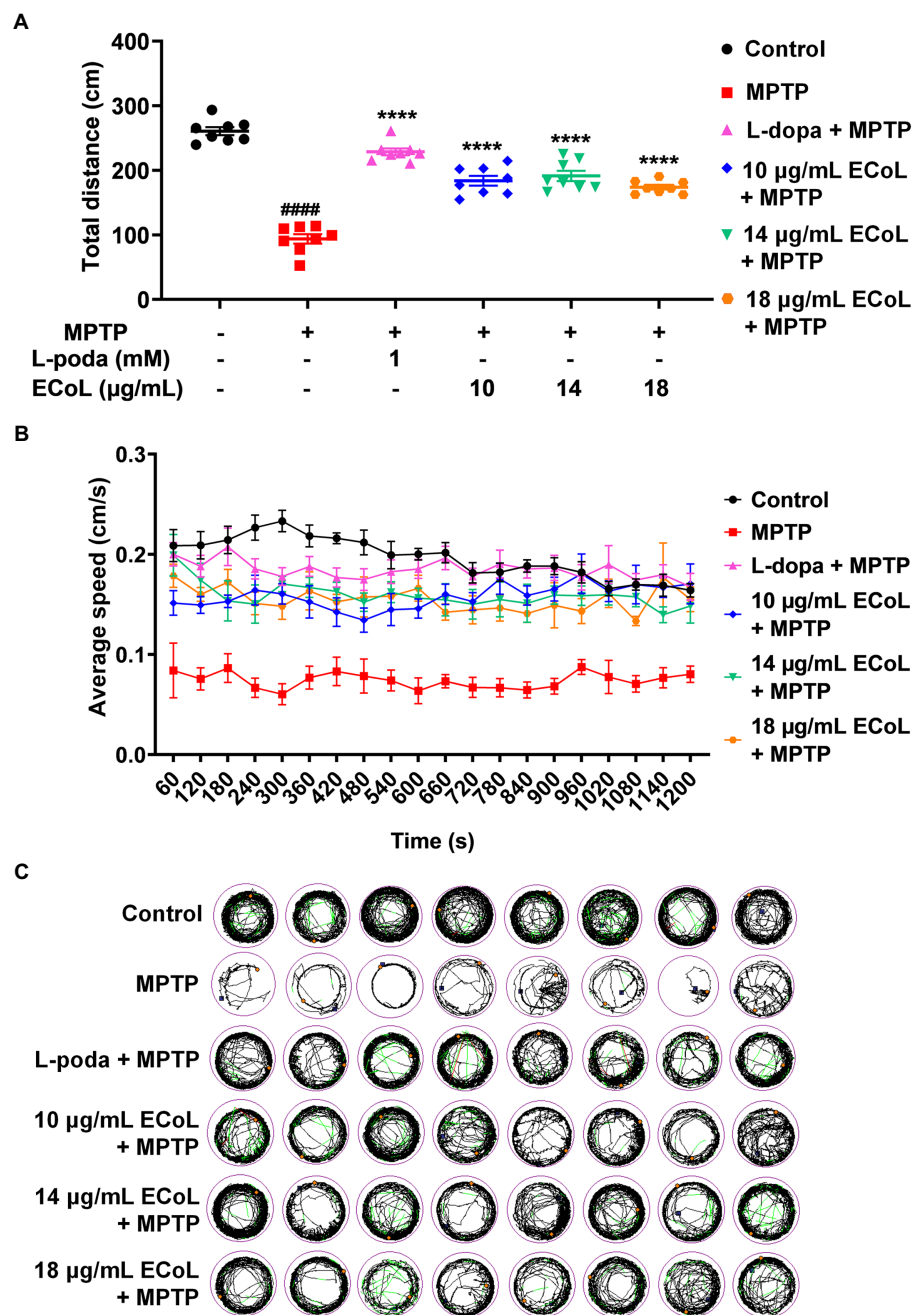 A
Total distance (cm)
400
300
200
100
0
####
****
****
****
****
Control
MPTP
L-dopa + MPTP
10 µg/mL ECoL
+ MPTP
14 µg/mL ECoL
+ MPTP
18 µg/mL ECoL
+ MPTP
MPTP - + + + + +
L-poda (mM) - - 1 - - -
ECoL (µg/mL) - - - 10 14 18
B
Average speed (cm/s)
0.3
0.2
0.1
0.0
60 120 180 240 300 360 420 480 540 600 660 720 780 840 900 960 1020 1080 1140 1200
Time (s)
Control
MPTP
L-dopa + MPTP
10 µg/mL ECoL
+ MPTP
14 µg/mL ECoL
+ MPTP
18 µg/mL ECoL
+ MPTP
C
Control
MPTP
L-poda + MPTP
10 µg/mL ECoL
+ MPTP
14 µg/mL ECoL
+ MPTP
18 µg/mL ECoL
+ MPTP